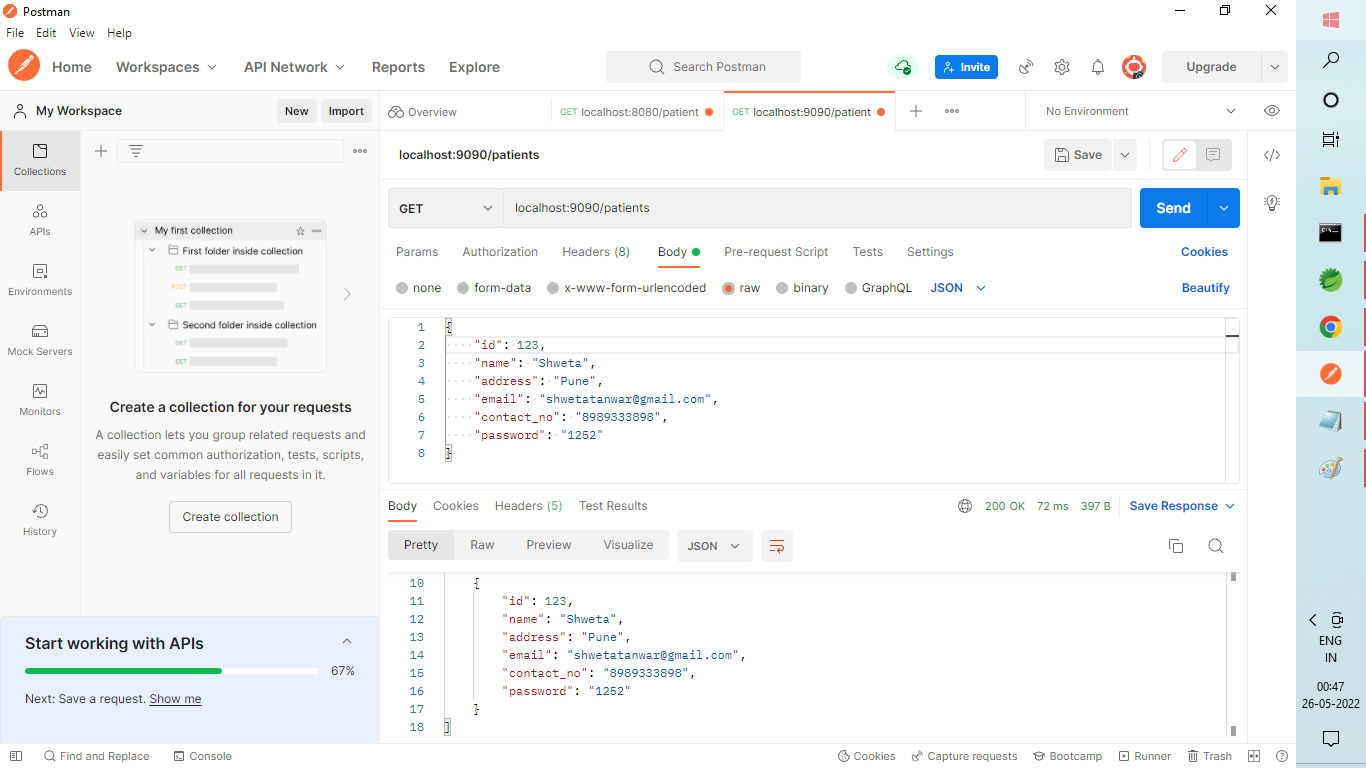 Postman
File Edit View Help
Home Workspaces API Network Reports Explore Search Postman Invite Upgrade
My Workspace New Import
Overview GET localhost:8080/patient GET localhost:9090/patient No Environment
Collections
APIs
Environments
Mock Servers
Monitors
Flows
History
My first collection
First folder inside collection
GET
POST
GET
Second folder inside collection
GET
GET
Create a collection for your requests
A collection lets you group related requests and
easily set common authorization, tests, scripts,
and variables for all requests in it.
Create collection
Start working with APIs
67%
Next: Save a request. Show me
localhost:9090/patients Save
GET localhost:9090/patients Send
Params Authorization Headers (8) Body Pre-request Script Tests Settings Cookies
none form-data x-www-form-urlencoded raw binary GraphQL JSON Beautify
1 {
2 "id": 123,
3 "name": "Shweta",
4 "address": "Pune",
5 "email": "shwetatanwar@gmail.com",
6 "contact_no": "8989333898",
7 "password": "1252"
8 }
Body Cookies Headers (5) Test Results 200 OK 72 ms 397 B Save Response
Pretty Raw Preview Visualize JSON
10 {
11 "id": 123,
12 "name": "Shweta",
13 "address": "Pune",
14 "email": "shwetatanwar@gmail.com",
15 "contact_no": "8989333898",
16 "password": "1252"
17 }
18 ]
Find and Replace Console Cookies Capture requests Bootcamp Runner Trash
ENG
IN
00:47
26-05-2022